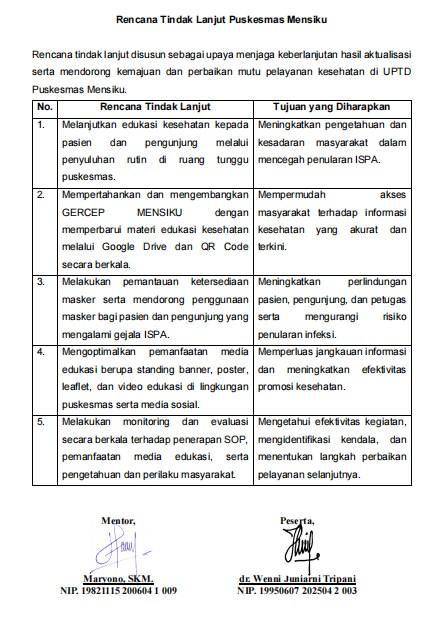 Rencana Tindak Lanjut Puskesmas Mensiku
Rencana tindak lanjut disusun sebagai upaya menjaga keberlanjutan hasil aktualisasi
serta mendorong kemajuan dan perbaikan mutu pelayanan kesehatan di UPTD
Puskesmas Mensiku.
No. Rencana Tindak Lanjut Tujuan yang Diharapkan
1. Melanjutkan edukasi kesehatan kepada
pasien dan pengunjung melalui
penyuluhan rutin di ruang tunggu
puskesmas.
Meningkatkan pengetahuan dan
kesadaran masyarakat dalam
mencegah penularan ISPA.
2. Mempertahankan dan mengembangkan
GERCEP MENSIKU dengan
memperbarui materi edukasi kesehatan
melalui Google Drive dan QR Code
secara berkala.
Mempermudah akses
masyarakat terhadap informasi
kesehatan yang akurat dan
terkini.
3. Melakukan pemantauan ketersediaan
masker serta mendorong penggunaan
masker bagi pasien dan pengunjung yang
mengalami gejala ISPA.
Meningkatkan perlindungan
pasien, pengunjung, dan petugas
serta mengurangi risiko
penularan infeksi.
4. Mengoptimalkan pemanfaatan media
edukasi berupa standing banner, poster,
leaflet, dan video edukasi di lingkungan
puskesmas serta media sosial.
Memperluas jangkauan informasi
dan meningkatkan efektivitas
promosi kesehatan.
5. Melakukan monitoring dan evaluasi
secara berkala terhadap penerapan SOP,
pemanfaatan media edukasi, serta
pengetahuan dan perilaku masyarakat.
Mengetahui efektivitas kegiatan,
mengidentifikasi kendala, dan
menentukan langkah perbaikan
pelayanan selanjutnya.
Mentor,
Maryono, SKM.
NIP. 19821115 200604 1 009
Peserta,
dr. Wenni Juniarni Tripani
NIP. 19950607 202504 2 003